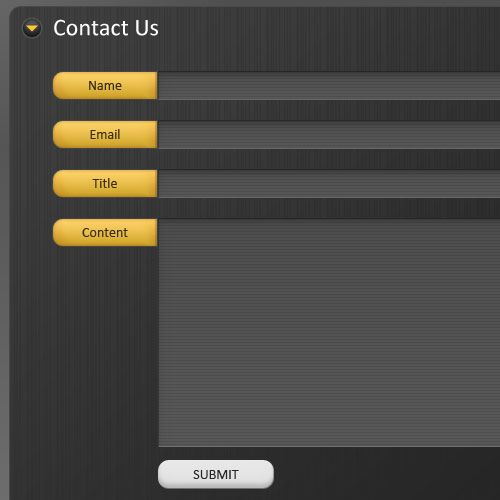 Contact Us
Name
Email
Title
Content
SUBMIT